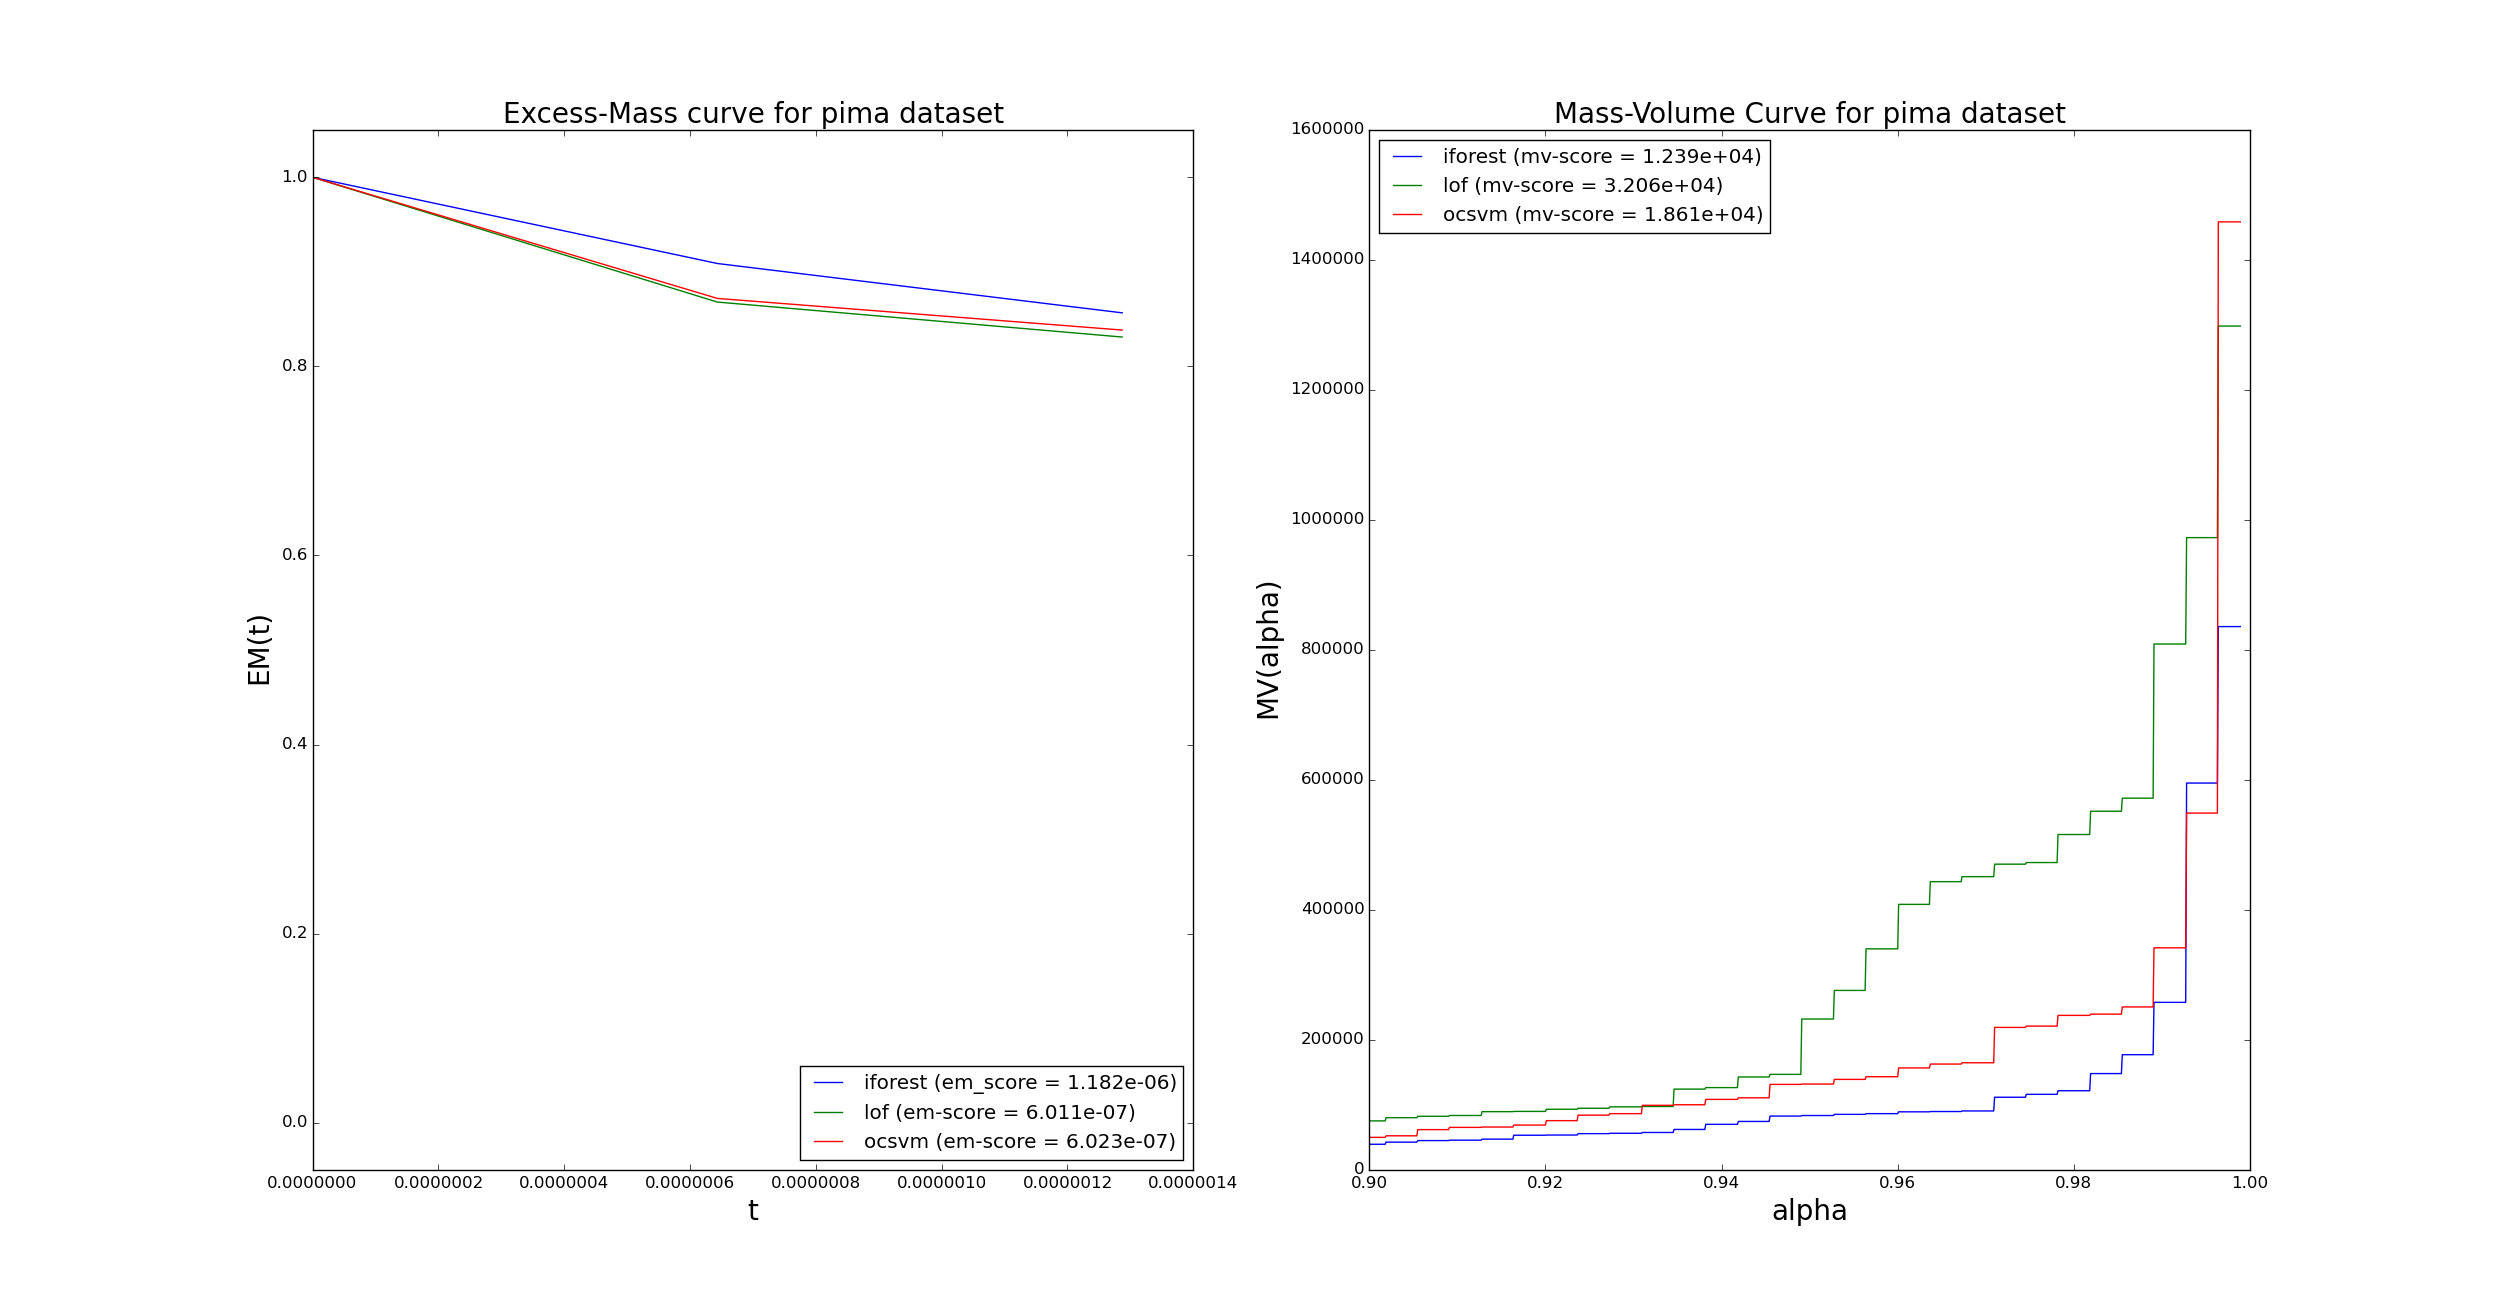 Excess-Mass curve for pima dataset
1.0
0.8
0.6
0.4
0.2
0.0
EM(t)
iforest (em_score = 1.182e-06)
lof (em-score = 6.011e-07)
ocsvm (em-score = 6.023e-07)
0.0000000 0.0000002 0.0000004 0.0000006 0.0000008 0.0000010 0.0000012 0.0000014
t
Mass-Volume Curve for pima dataset
iforest (mv-score = 1.239e+04)
lof (mv-score = 3.206e+04)
ocsvm (mv-score = 1.861e+04)
1600000
1400000
1200000
1000000
800000
600000
400000
200000
0
MV(alpha)
0.90 0.92 0.94 0.96 0.98 1.00
alpha